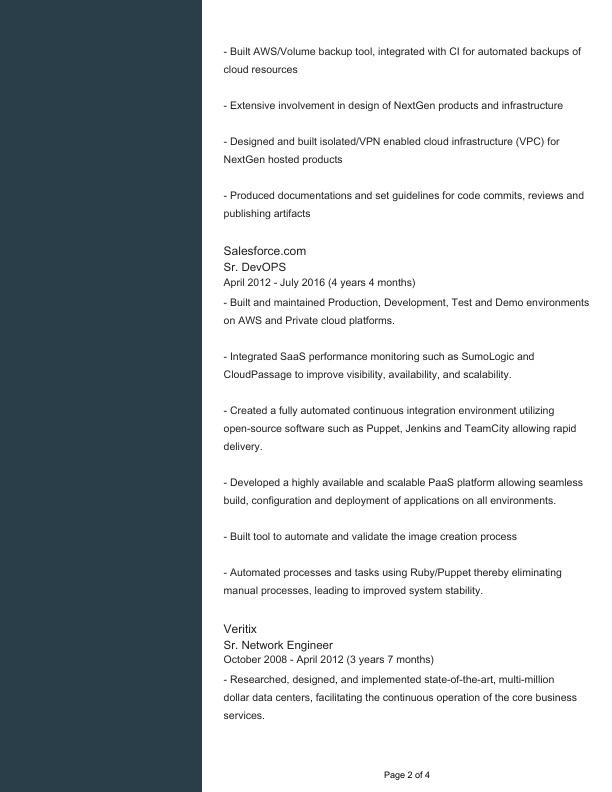 - Built AWS/Volume backup tool, integrated with CI for automated backups of
cloud resources
- Extensive involvement in design of NextGen products and infrastructure
- Designed and built isolated/VPN enabled cloud infrastructure (VPC) for
NextGen hosted products
- Produced documentations and set guidelines for code commits, reviews and
publishing artifacts
Salesforce.com
Sr. DevOPS
April 2012 - July 2016 (4 years 4 months)
- Built and maintained Production, Development, Test and Demo environments
on AWS and Private cloud platforms.
- Integrated SaaS performance monitoring such as SumoLogic and
CloudPassage to improve visibility, availability, and scalability.
- Created a fully automated continuous integration environment utilizing
open-source software such as Puppet, Jenkins and TeamCity allowing rapid
delivery.
- Developed a highly available and scalable PaaS platform allowing seamless
build, configuration and deployment of applications on all environments.
- Built tool to automate and validate the image creation process
- Automated processes and tasks using Ruby/Puppet thereby eliminating
manual processes, leading to improved system stability.
Veritix
Sr. Network Engineer
October 2008 - April 2012 (3 years 7 months)
- Researched, designed, and implemented state-of-the-art, multi-million
dollar data centers, facilitating the continuous operation of the core business
services.
Page 2 of 4